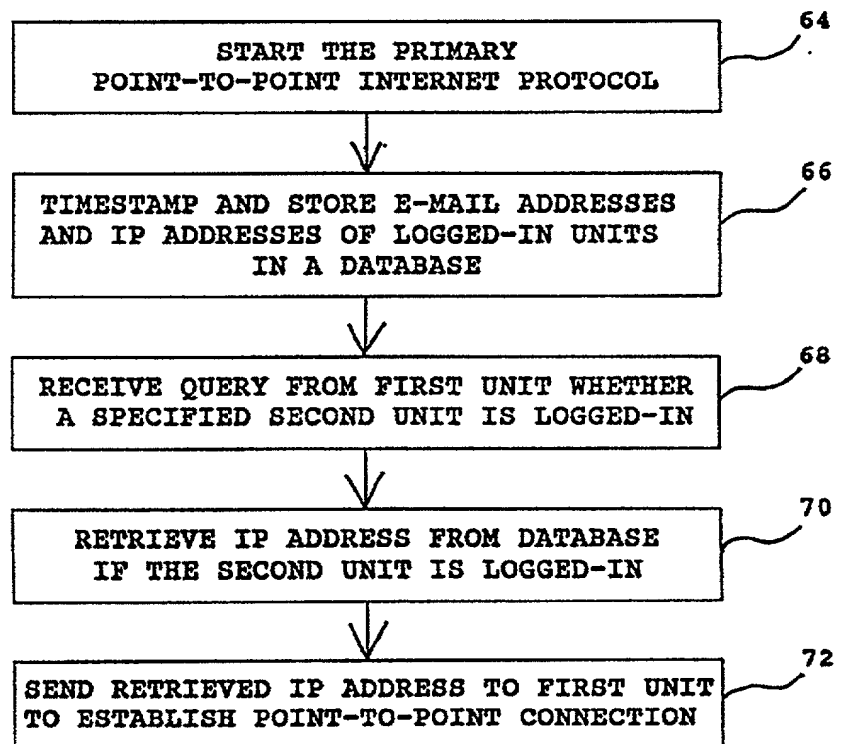 64
START THE PRIMARY
POINT-TO-POINT INTERNET PROTOCOL
66
TIMESTAMP AND STORE E-MAIL ADDRESSES
AND IP ADDRESSES OF LOGGED-IN UNITS
IN A DATABASE
68
RECEIVE QUERY FROM FIRST UNIT WHETHER
A SPECIFIED SECOND UNIT IS LOGGED-IN
70
RETRIEVE IP ADDRESS FROM DATABASE
IF THE SECOND UNIT IS LOGGED-IN
72
SEND RETRIEVED IP ADDRESS TO FIRST UNIT
TO ESTABLISH POINT-TO-POINT CONNECTION